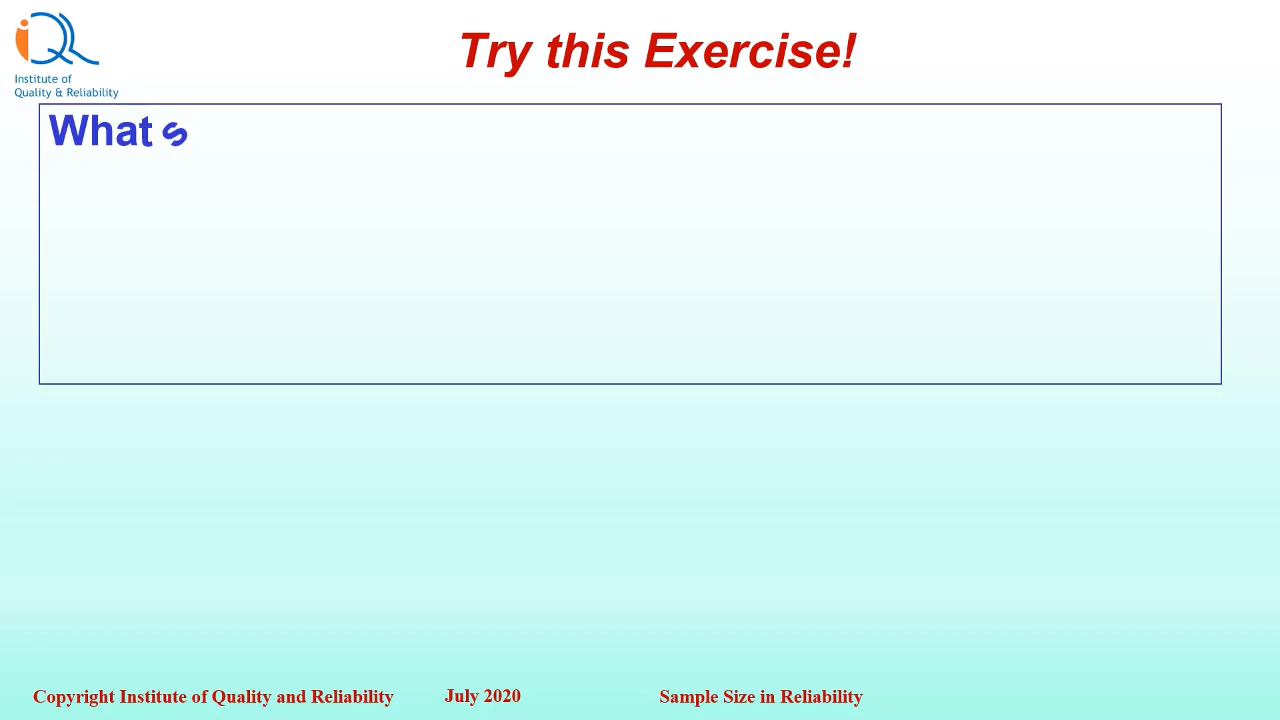 Try this Exercise!
iQR
Institute of
Quality & Reliability
What s
Copyright Institute of Quality and Reliability July 2020 Sample Size in Reliability